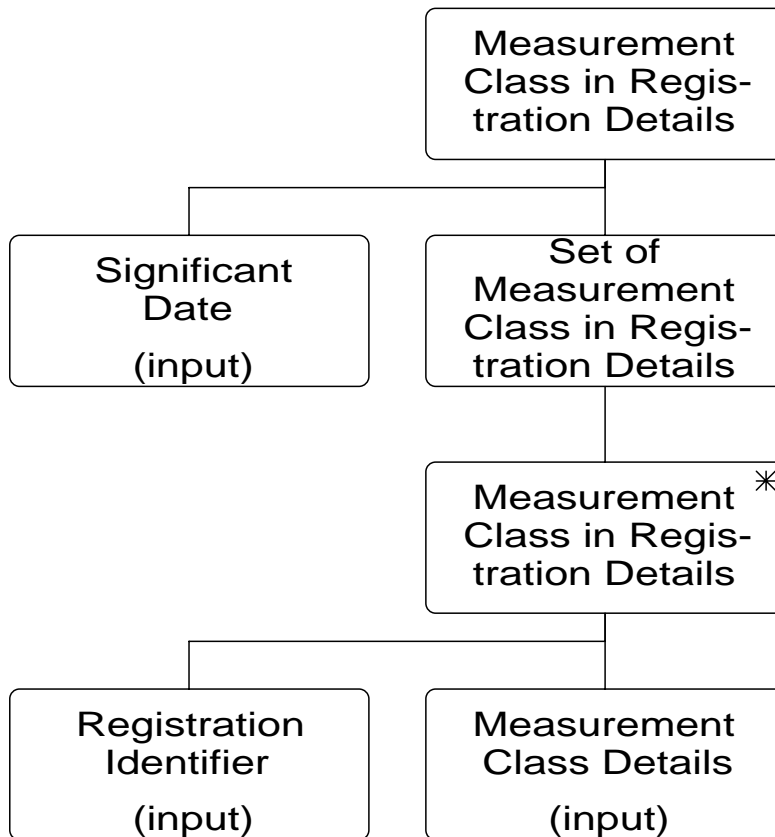 Measurement
Class in Regis-
tration Details
Significant
Date
(input)
Set of
Measurement
Class in Regis-
tration Details
Measurement *
Class in Regis-
tration Details
Registration
Identifier
(input)
Measurement
Class Details
(input)